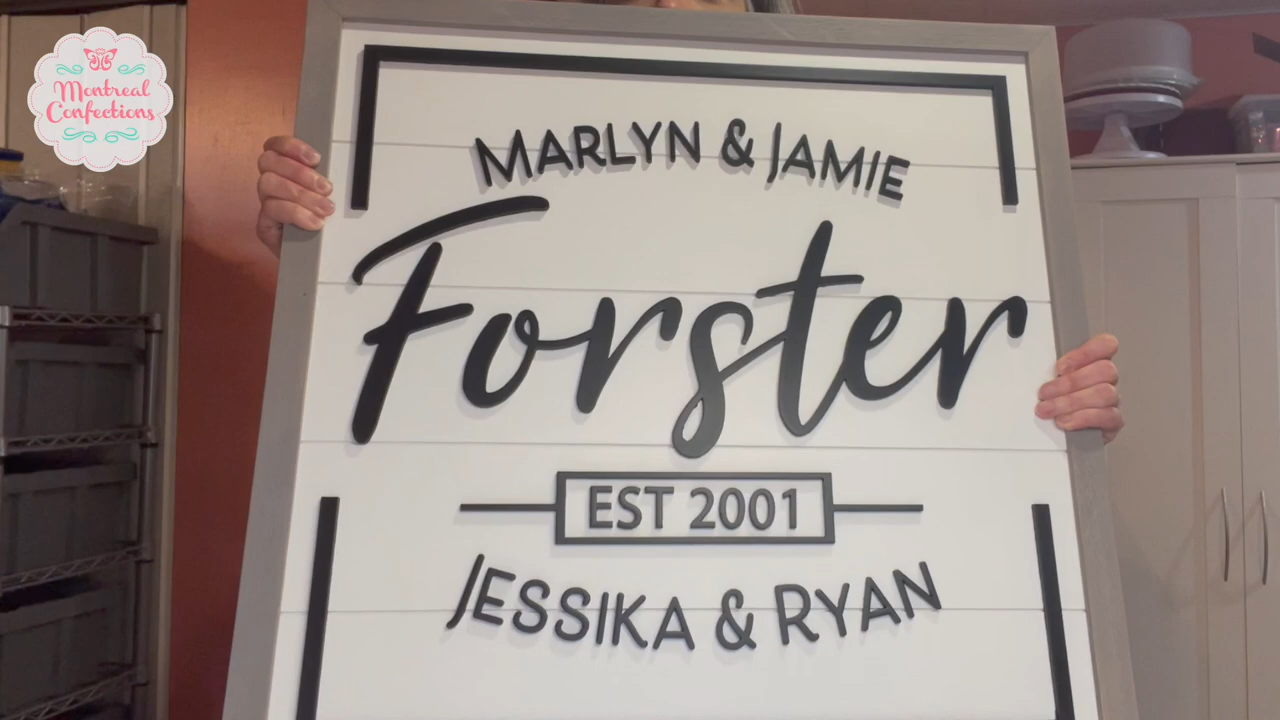 Montreal
Confections
MARLYN & JAMIE
Forster
EST 2001
JESSIKA & RYAN